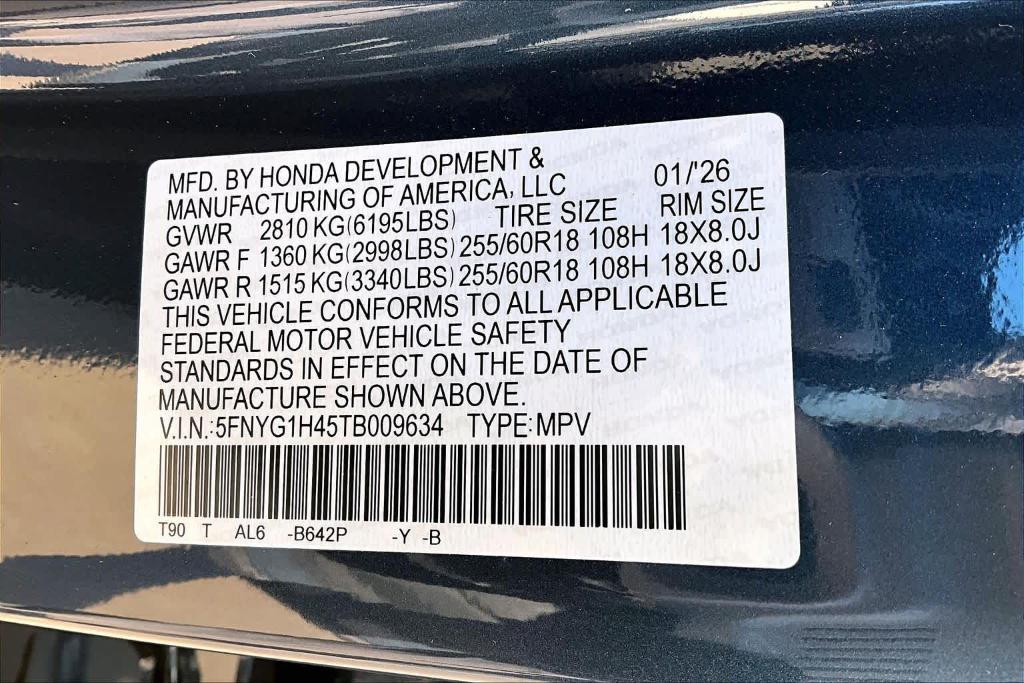 MFD. BY HONDA DEVELOPMENT &
MANUFACTURING OF AMERICA, LLC 01/'26
GVWR 2810 KG(6195LBS) TIRE SIZE RIM SIZE
GAWR F 1360 KG(2998LBS) 255/60R18 108H 18X8.0J
GAWR R 1515 KG(3340LBS) 255/60R18 108H 18X8.0J
THIS VEHICLE CONFORMS TO ALL APPLICABLE
FEDERAL MOTOR VEHICLE SAFETY
STANDARDS IN EFFECT ON THE DATE OF
MANUFACTURE SHOWN ABOVE.
V.I.N.:5FNYG1H45TB009634 TYPE:MPV
T90 T AL6 -B642P -Y -B